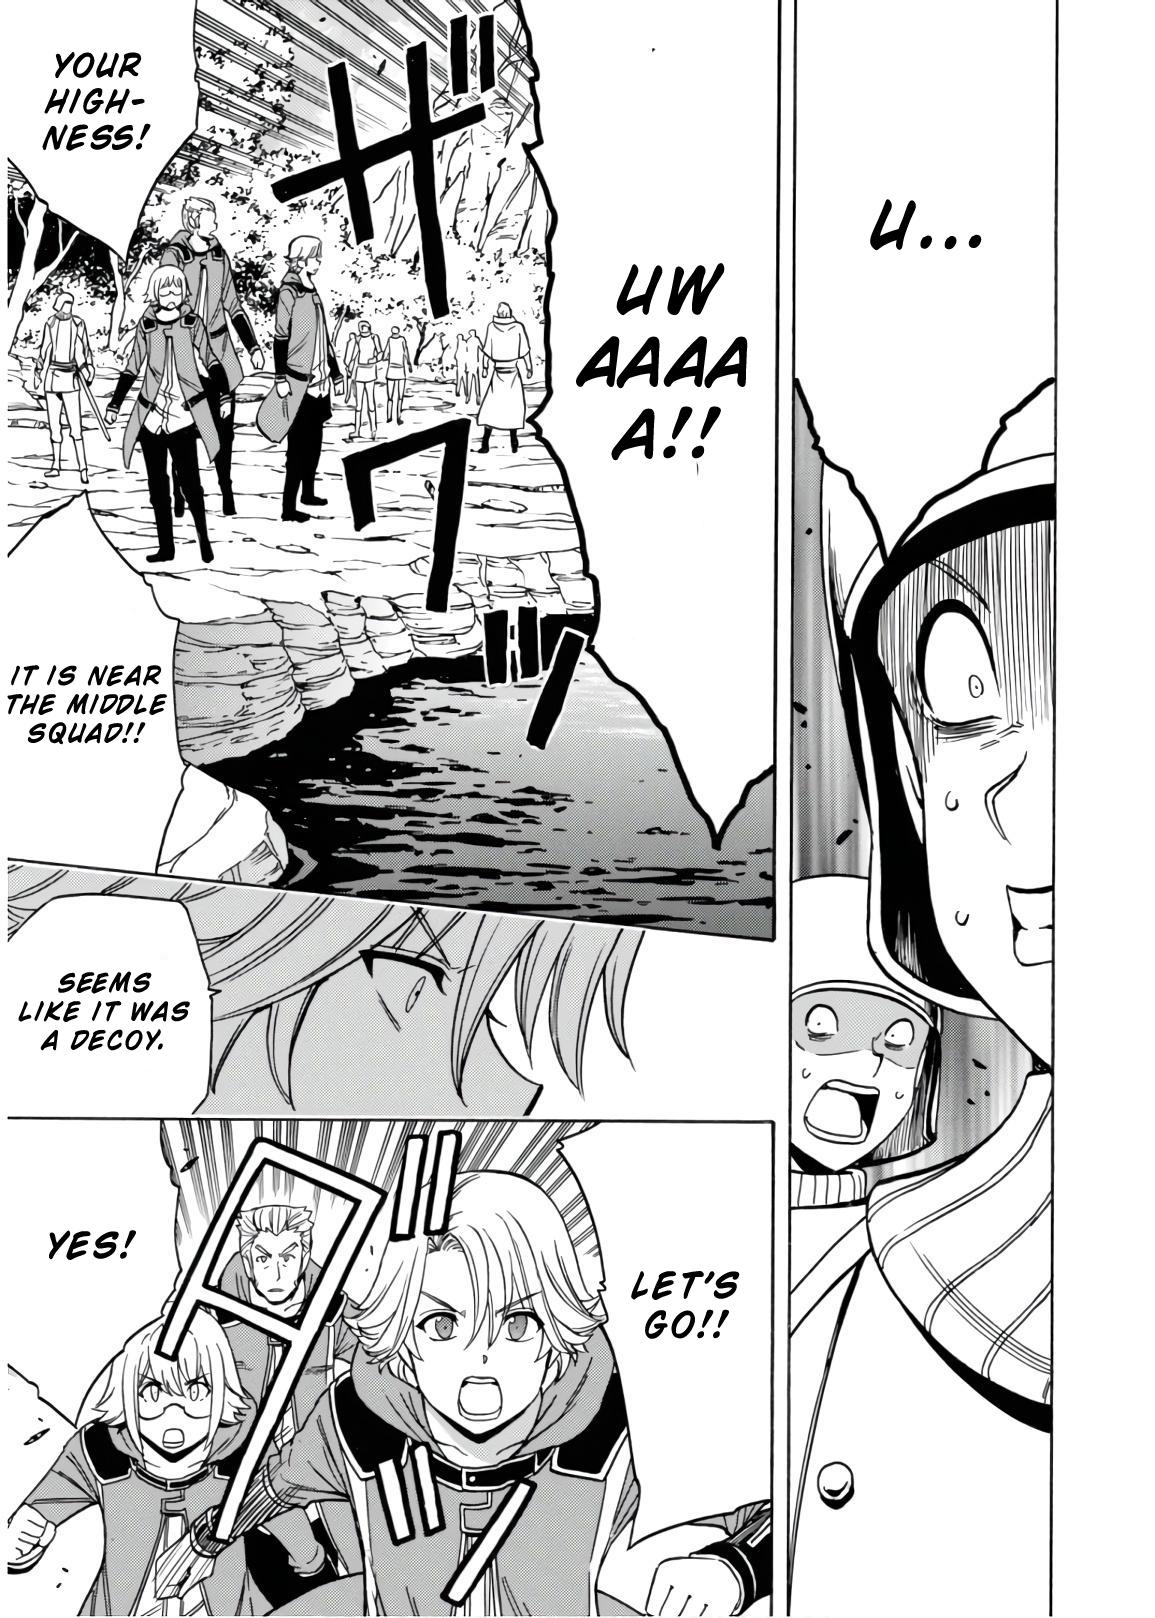 U...
UW
AAAA
A!!
ザワッ
YOUR
HIGH-
NESS!
IT IS NEAR
THE MIDDLE
SQUAD!!
SEEMS
LIKE IT WAS
A DECOY.
LET'S
GO!!
YES!
ダッ